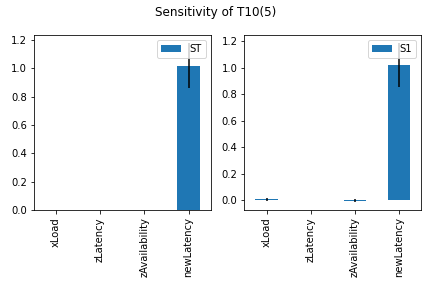 Sensitivity of T10(5)
ST
1.2
1.0
0.8
0.6
0.4
0.2
0.0
xLoad
zLatency
zAvailability
newLatency
S1
1.2
1.0
0.8
0.6
0.4
0.2
0.0
xLoad
zLatency
zAvailability
newLatency